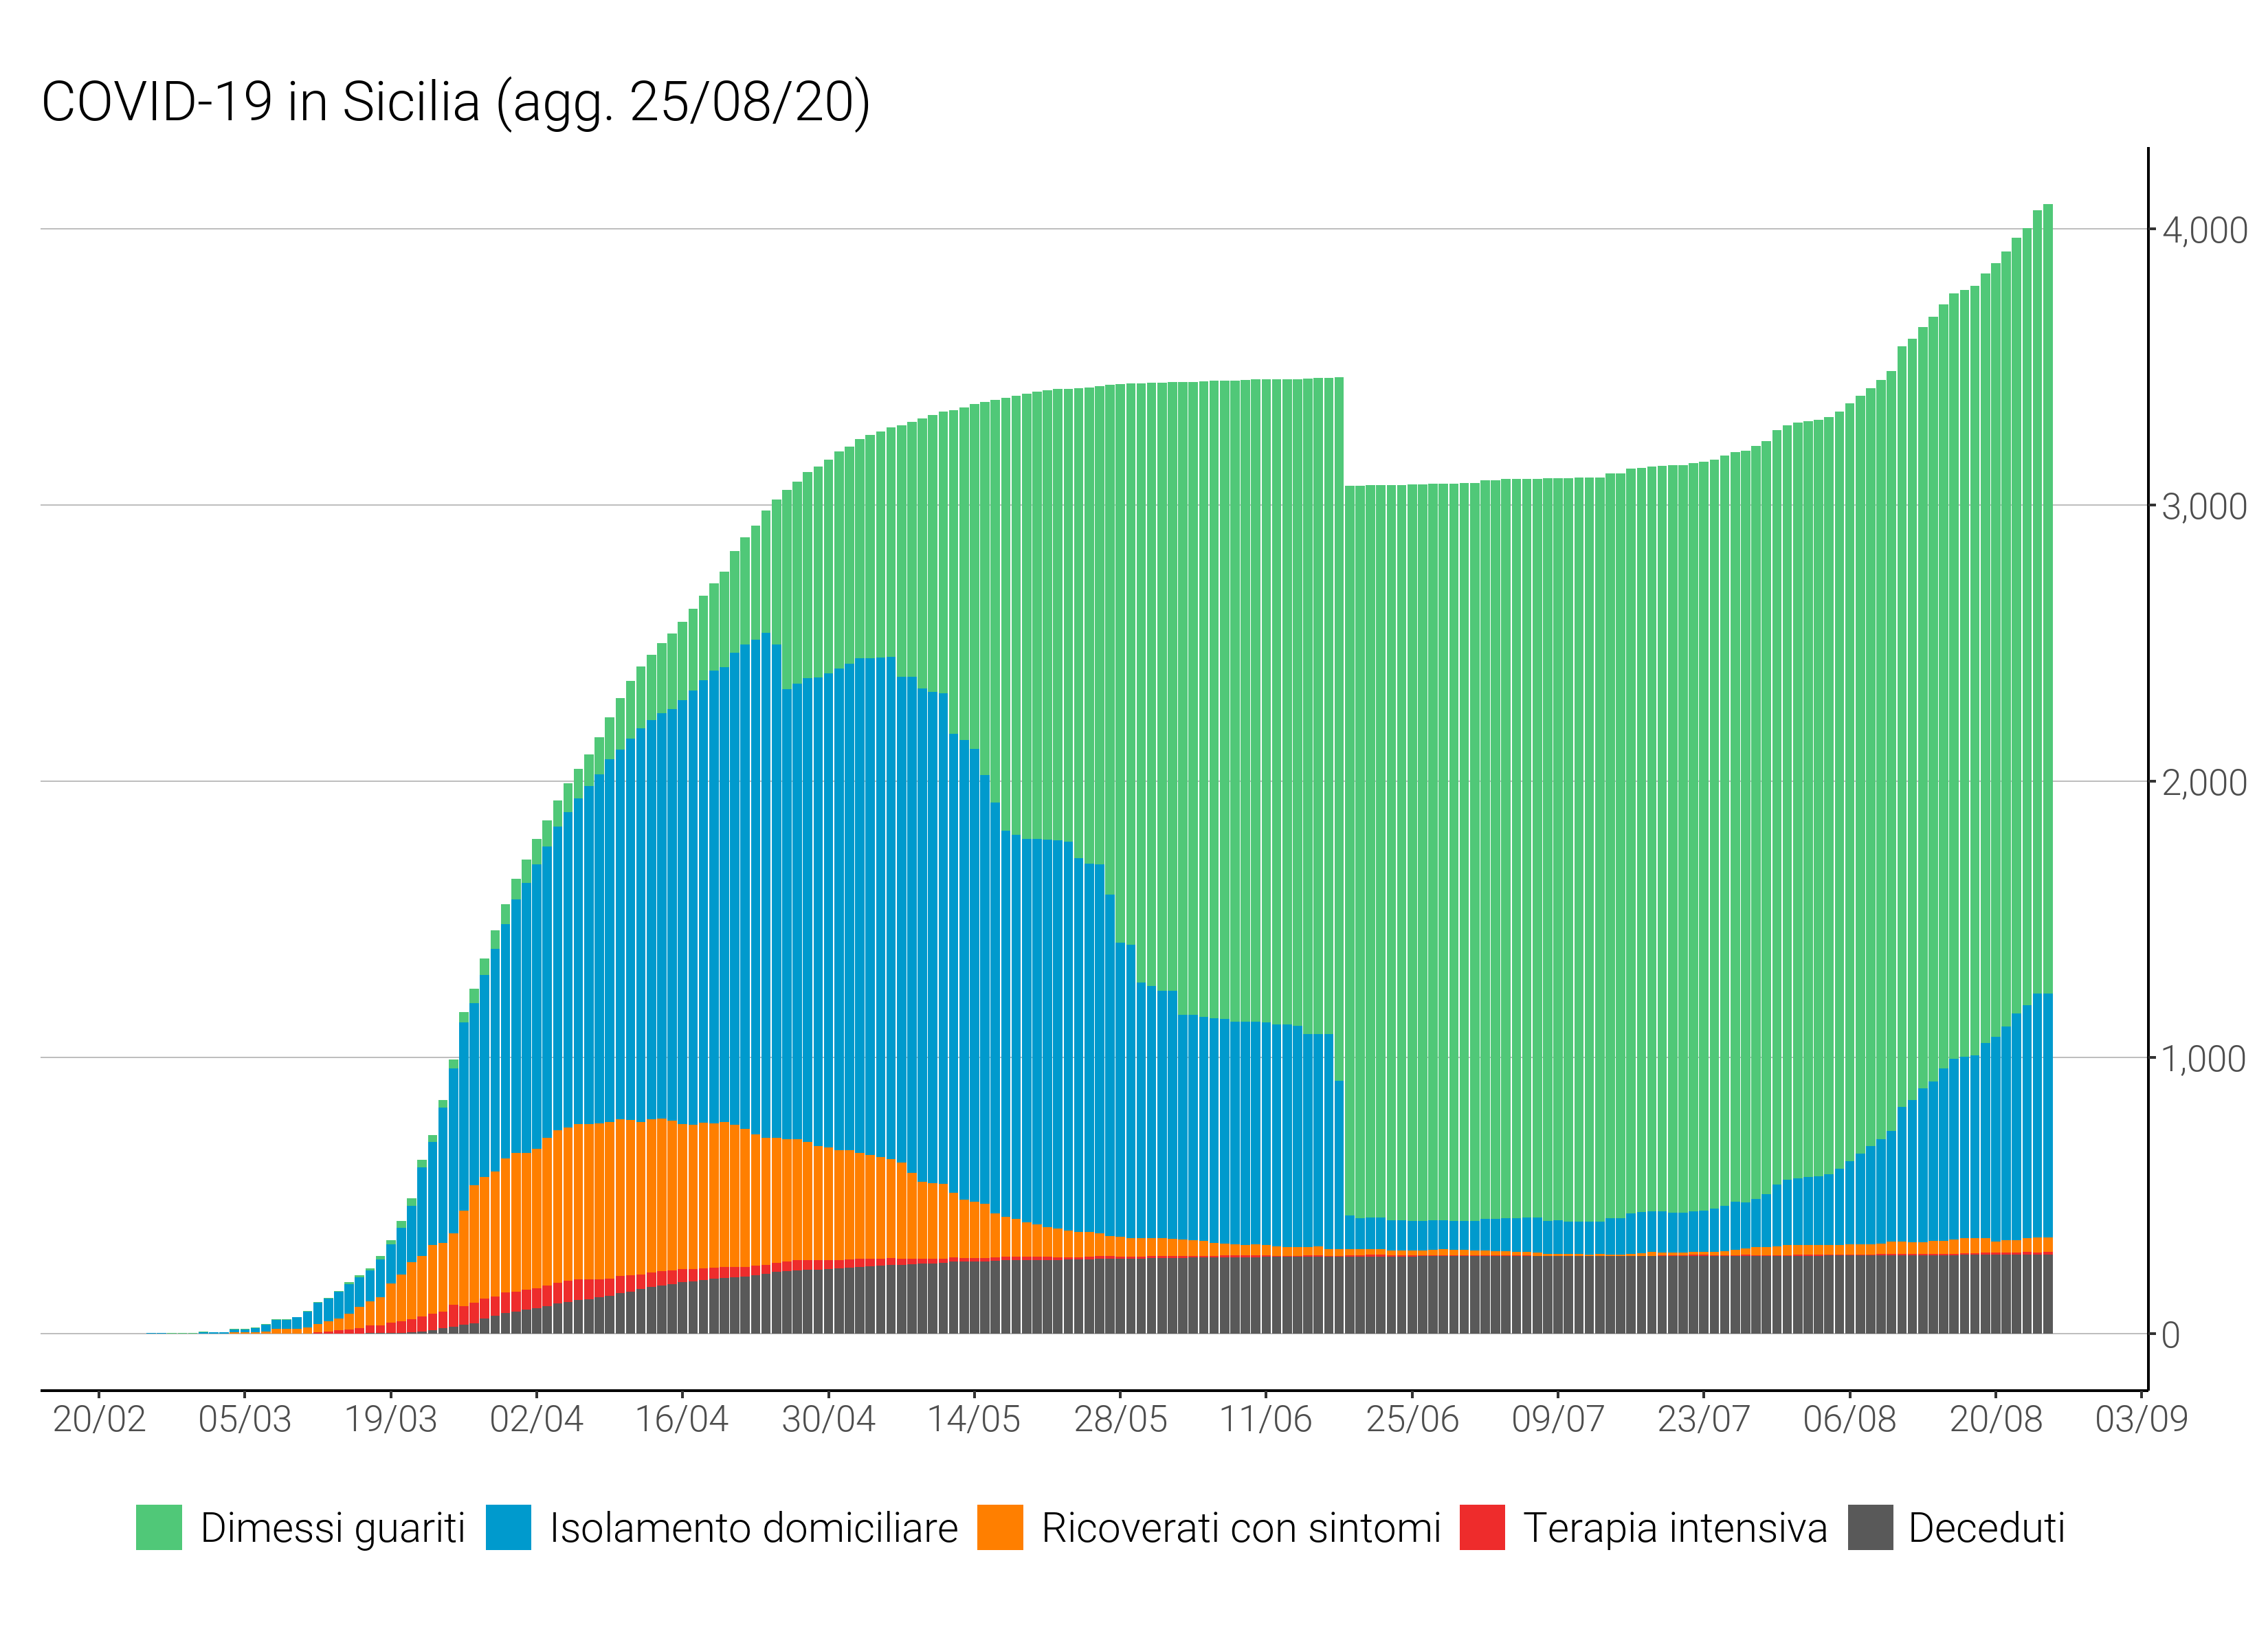 COVID-19 in Sicilia (agg. 25/08/20)
4,000
3,000
2,000
1,000
0
20/02 05/03 19/03 02/04 16/04 30/04 14/05 28/05 11/06 25/06 09/07 23/07 06/08 20/08 03/09
Dimessi guariti Isolamento domiciliare Ricoverati con sintomi Terapia intensiva Deceduti